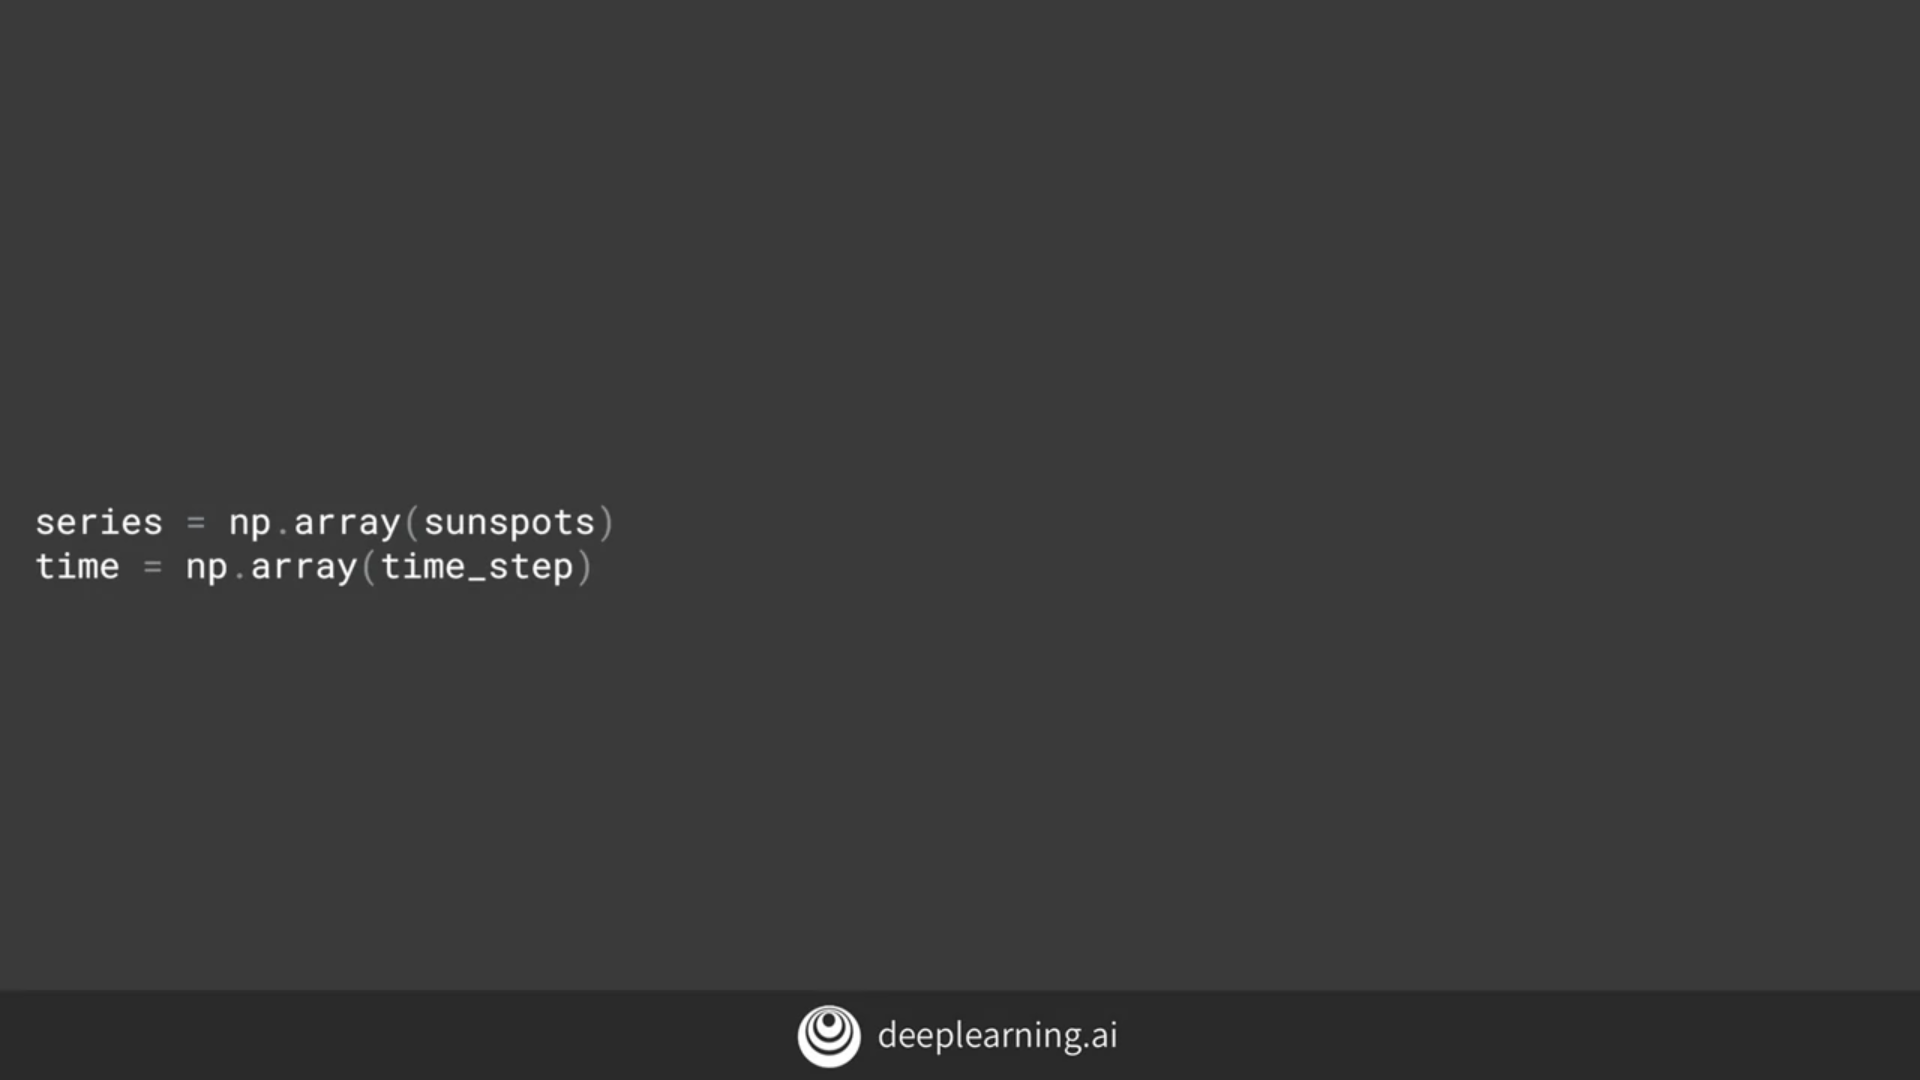 series = np.array(sunspots)
time = np.array(time_step)
deeplearning.ai